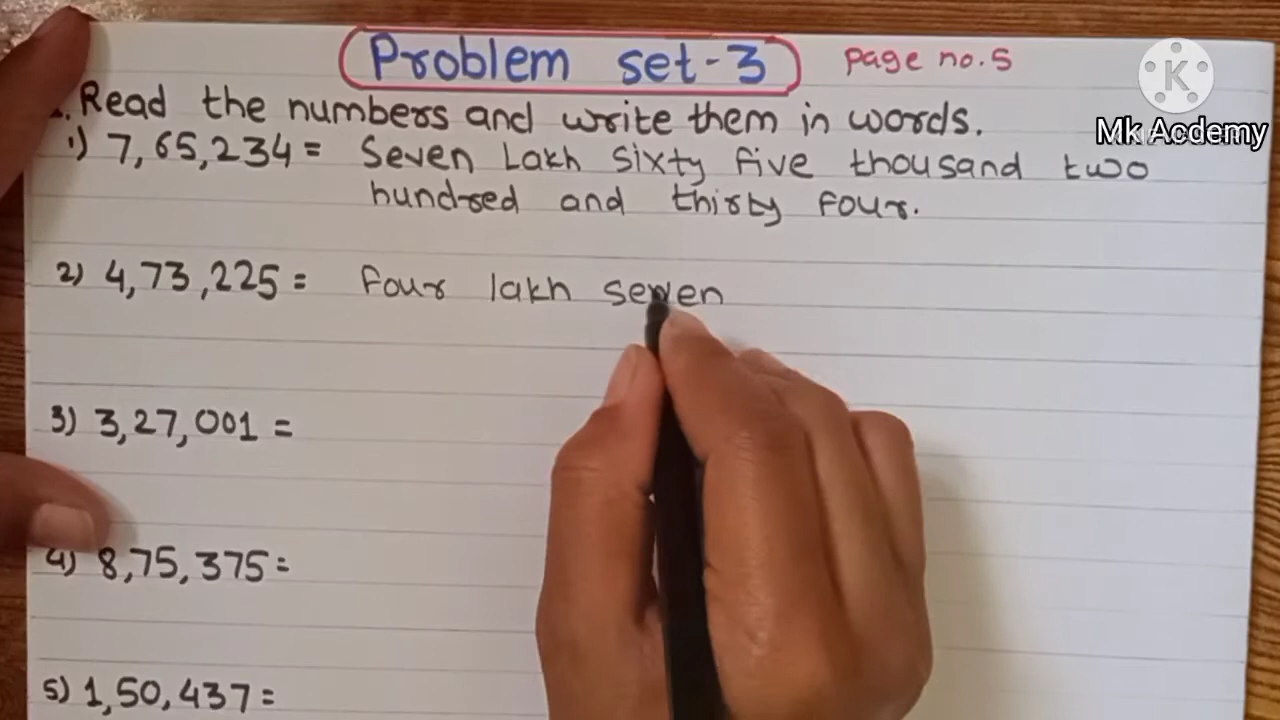 Problem set-3 page no. 5
K
Mk Acdemy
Read the numbers and write them in words.
1) 7,65,234 = Seven Lakh sixty five thousand two
hundred and thirty four.
2) 4,73,225 = four lakh seven
3) 3,27,001 =
4) 8,75,375 =
5) 1,50,437 =